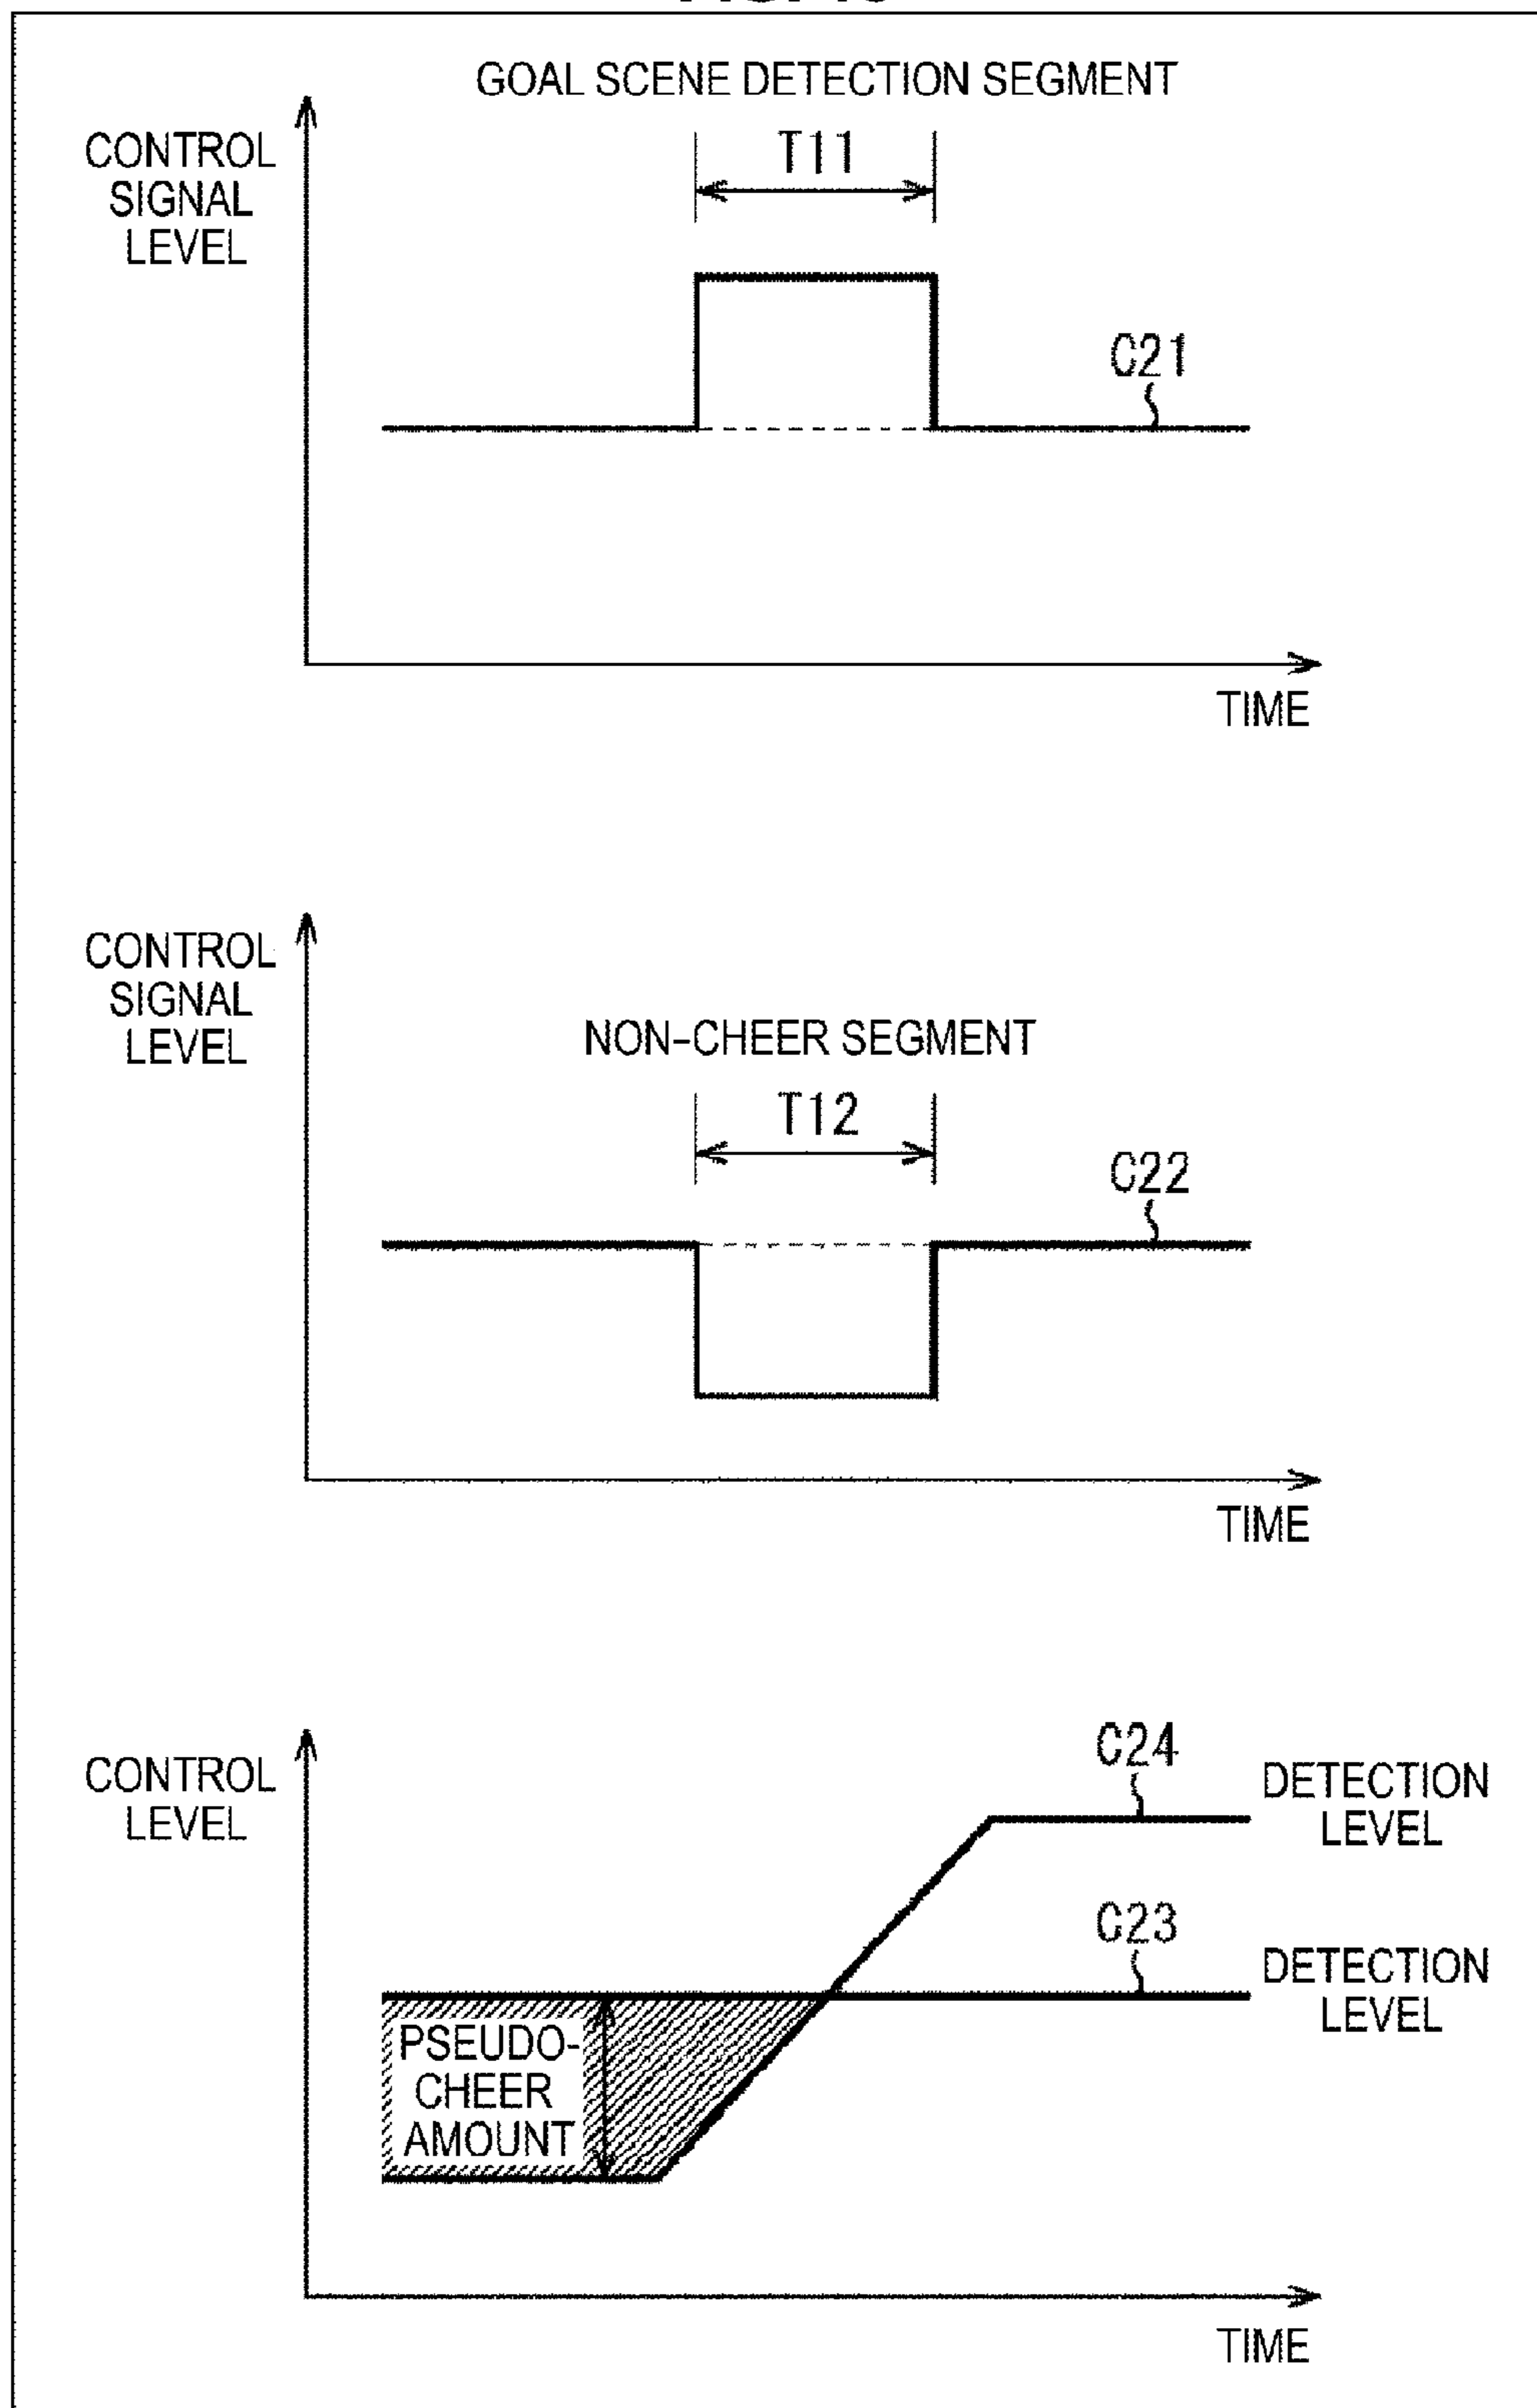 GOAL SCENE DETECTION SEGMENT
CONTROL
SIGNAL
LEVEL
T11
C21
TIME
CONTROL
SIGNAL
LEVEL
NON-CHEER SEGMENT
T12
C22
TIME
CONTROL
LEVEL
C24
DETECTION
LEVEL
C23
DETECTION
LEVEL
PSEUDO-
CHEER
AMOUNT
TIME